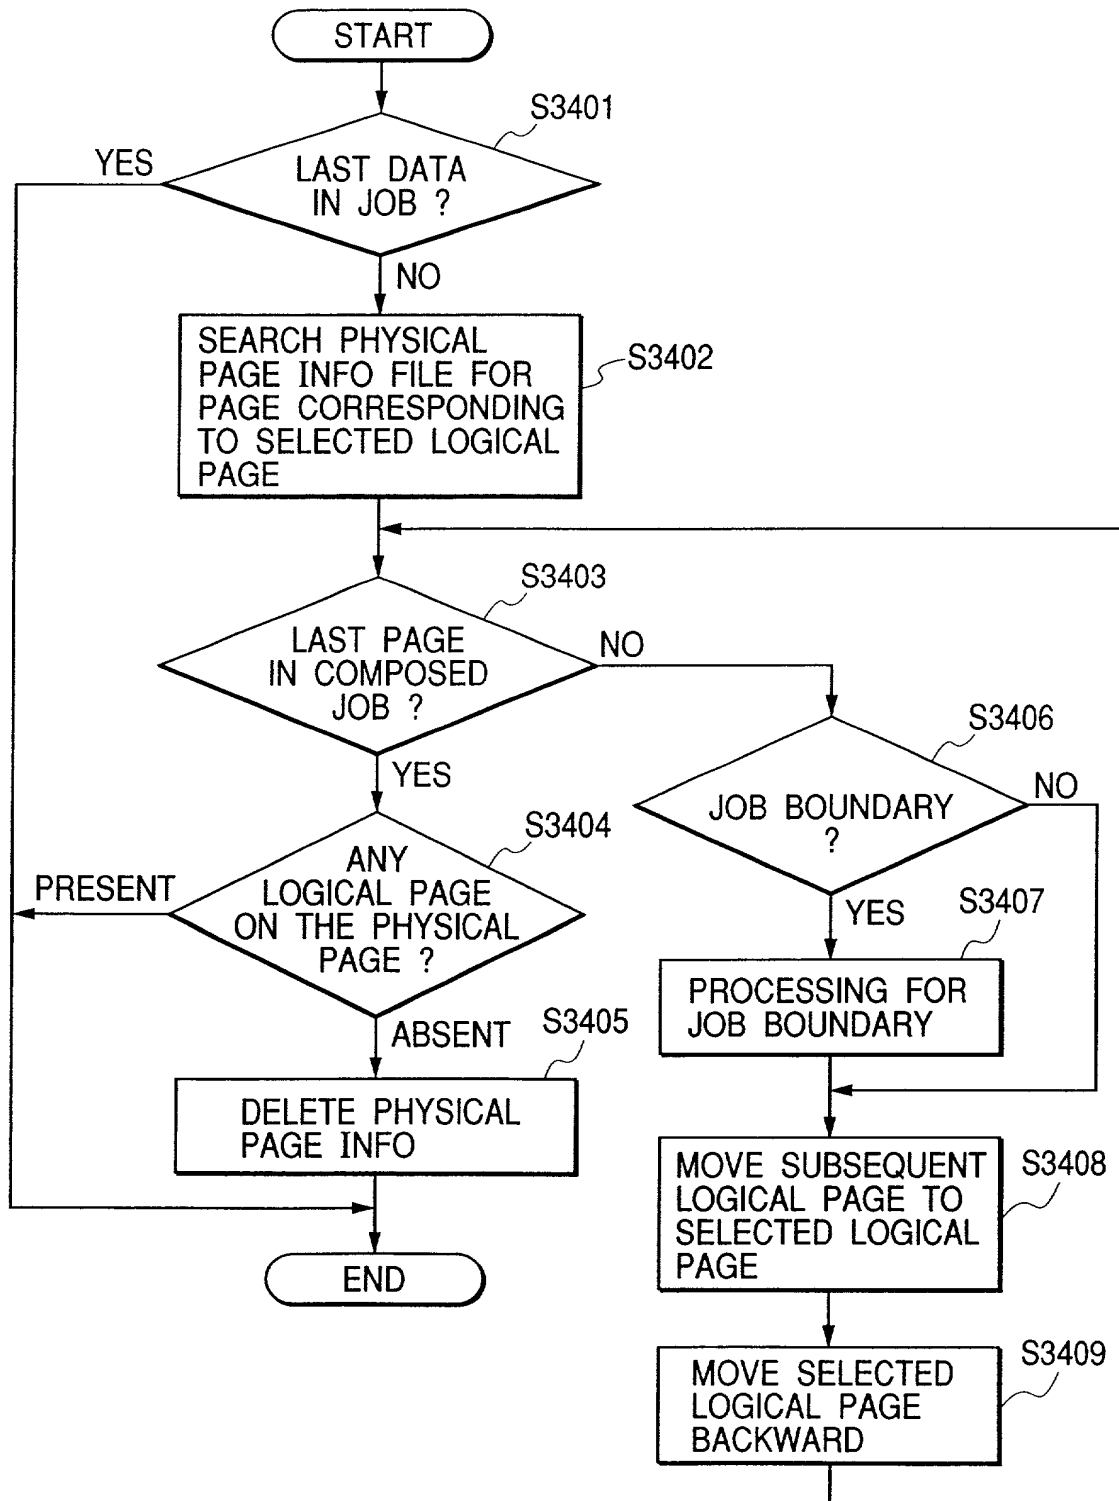 START
S3401
YES
LAST DATA
IN JOB ?
NO
SEARCH PHYSICAL
PAGE INFO FILE FOR
PAGE CORRESPONDING
TO SELECTED LOGICAL
PAGE
S3402
S3403
LAST PAGE
IN COMPOSED
JOB ?
NO
YES
S3406
JOB BOUNDARY
?
NO
YES
S3404
ANY
LOGICAL PAGE
ON THE PHYSICAL
PAGE ?
PRESENT
ABSENT
S3405
DELETE PHYSICAL
PAGE INFO
END
S3407
PROCESSING FOR
JOB BOUNDARY
MOVE SUBSEQUENT
LOGICAL PAGE TO
SELECTED LOGICAL
PAGE
S3408
MOVE SELECTED
LOGICAL PAGE
BACKWARD
S3409